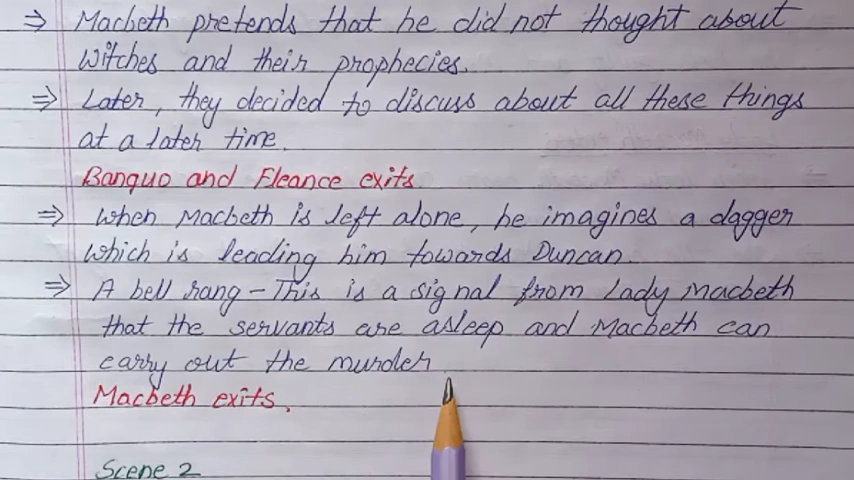 ⇒ Macbeth pretends that he did not thought about
witches and their prophecies.
⇒ Later, they decided to discuss about all these things
at a later time.
Banquo and Fleance exits
⇒ When Macbeth is left alone, he imagines a dagger
which is leading him towards Duncan.
⇒ A bell rang - This is a signal from Lady Macbeth
that the servants are asleep and Macbeth can
carry out the murder
Macbeth exits.
Scene 2